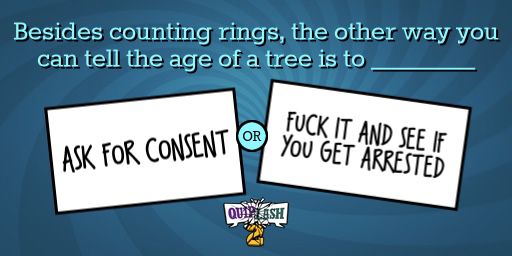 Besides counting rings, the other way you
can tell the age of a tree is to ________
ASK FOR CONSENT
OR
FUCK IT AND SEE IF
YOU GET ARRESTED
QUIPLASH
2